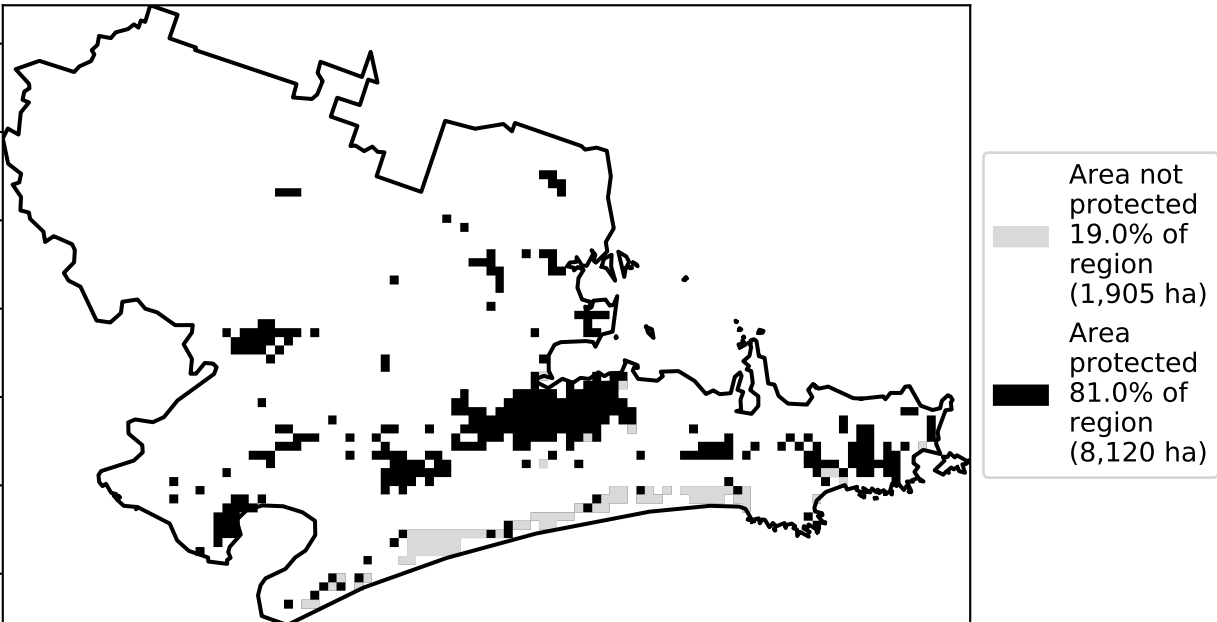 Area not
protected
19.0% of
region
(1,905 ha)
Area
protected
81.0% of
region
(8,120 ha)